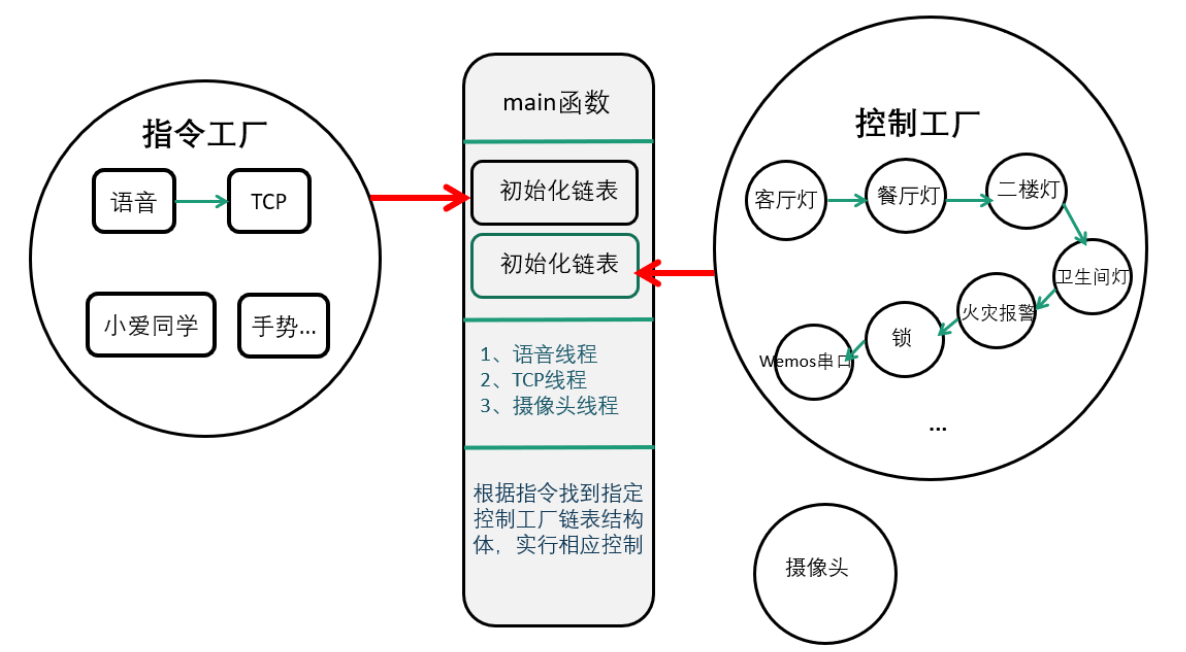 指令工厂
语音
TCP
小爱同学
手势...
main函数
初始化链表
初始化链表
1、语音线程
2、TCP线程
3、摄像头线程
根据指令找到指定
控制工厂链表结构
体，实行相应控制
控制工厂
客厅灯
餐厅灯
二楼灯
卫生间灯
火灾报警
锁
Wemos串口
...
摄像头